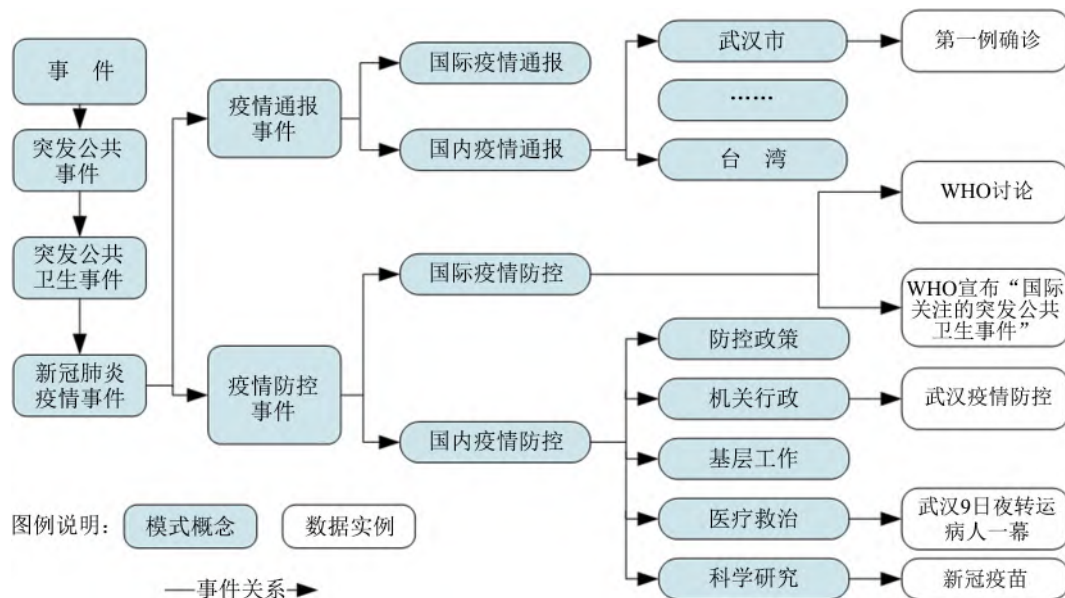 事 件
突发公共
事件
突发公共
卫生事件
新冠肺炎
疫情事件
疫情通报
事件
疫情防控
事件
国际疫情通报
国内疫情通报
国际疫情防控
国内疫情防控
武汉市
……
台 湾
防控政策
机关行政
基层工作
医疗救治
科学研究
第一例确诊
WHO讨论
WHO宣布“国际
关注的突发公共
卫生事件”
武汉疫情防控
武汉9日夜转运
病人一幕
新冠疫苗
图例说明:
模式概念
数据实例
事件关系